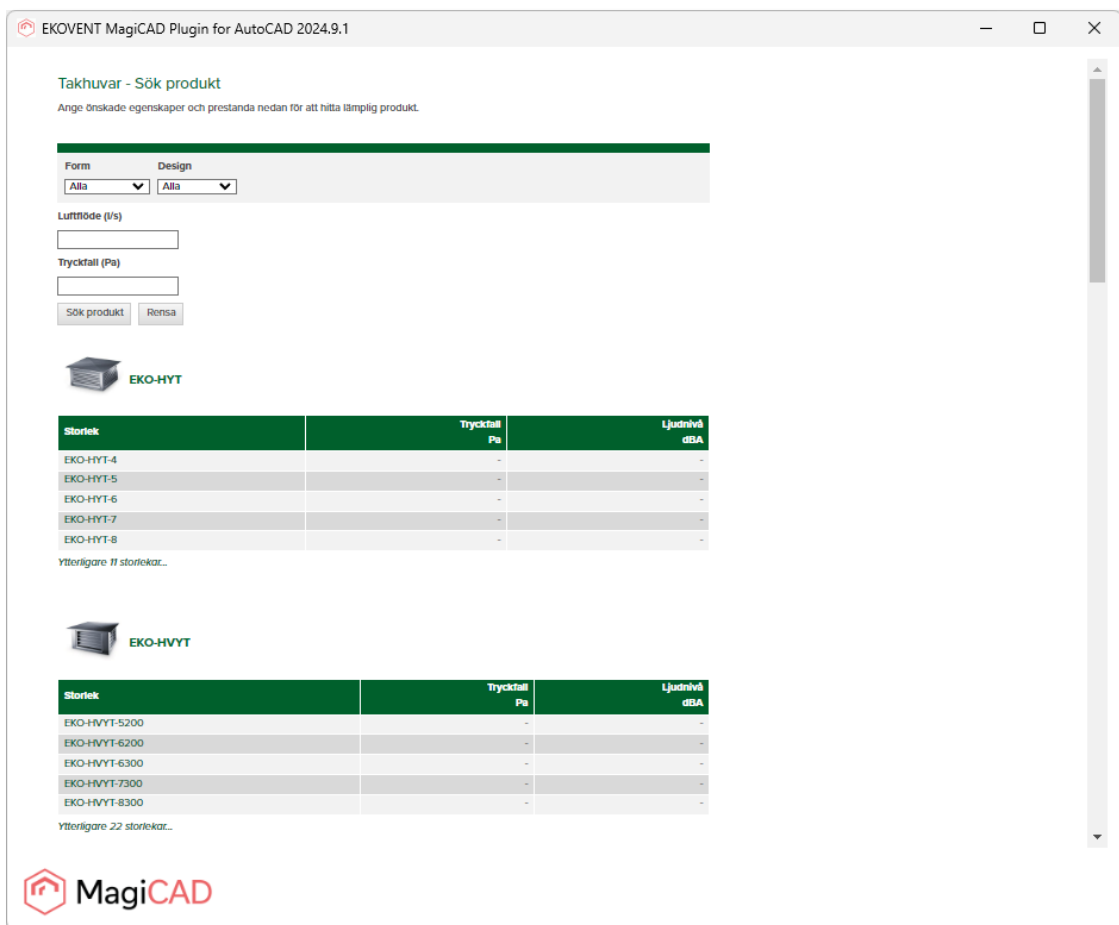 EKOVENT MagiCAD Plugin for AutoCAD 2024.9.1
Takhuvar - Sök produkt
Ange önskade egenskaper och prestanda nedan för att hitta lämplig produkt.
Form Design
Alla Alla
Luftflöde (l/s)
Tryckfall (Pa)
Sök produkt Rensa
EKO-HYT
Storlek Tryckfall Pa Ljudnivå dBA
EKO-HYT-4 - -
EKO-HYT-5 - -
EKO-HYT-6 - -
EKO-HYT-7 - -
EKO-HYT-8 - -
Ytterligare 11 storlekar...
EKO-HVYT
Storlek Tryckfall Pa Ljudnivå dBA
EKO-HVYT-5200 - -
EKO-HVYT-6200 - -
EKO-HVYT-6300 - -
EKO-HVYT-7300 - -
EKO-HVYT-8300 - -
Ytterligare 22 storlekar...
MagiCAD